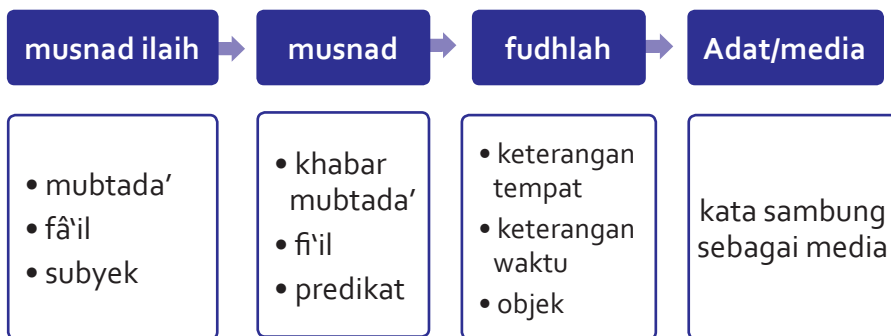 musnad ilaih
musnad
fudhlah
Adat/media
• mubtada’
• fâ‘il
• subyek
• khabar
mubtada’
• fi‘il
• predikat
• keterangan
tempat
• keterangan
waktu
• objek
kata sambung
sebagai media